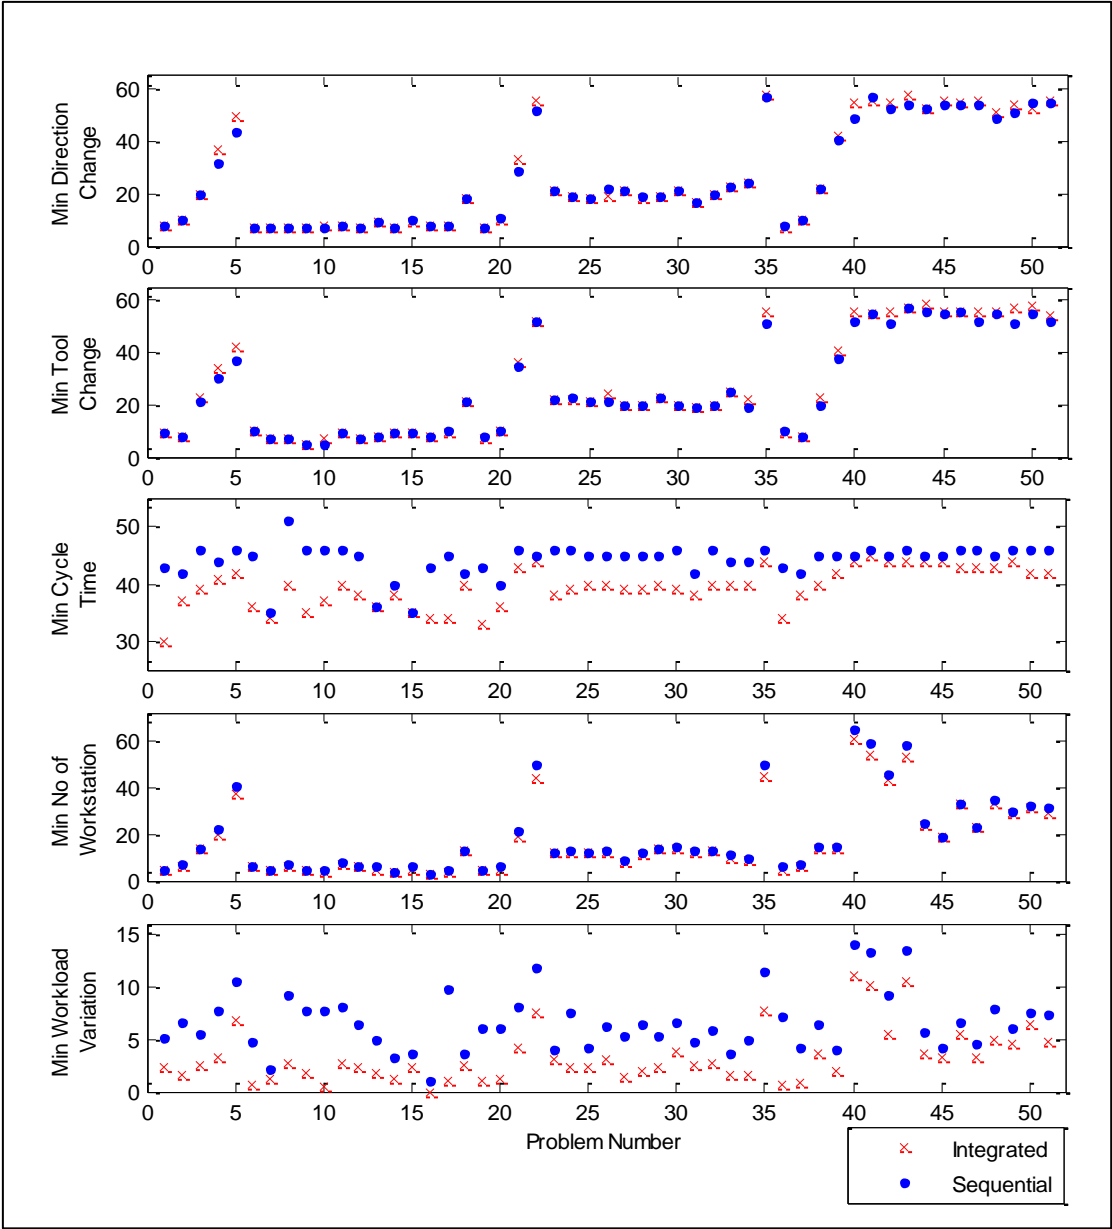 60
40
20
0
Min Direction
Change
0 5 10 15 20 25 30 35 40 45 50
60
40
20
0
Min Tool
Change
0 5 10 15 20 25 30 35 40 45 50
50
40
30
Min Cycle
Time
0 5 10 15 20 25 30 35 40 45 50
60
40
20
0
Min No of
Workstation
0 5 10 15 20 25 30 35 40 45 50
15
10
5
0
Min Workload
Variation
0 5 10 15 20 25 30 35 40 45 50
Problem Number
Integrated
Sequential